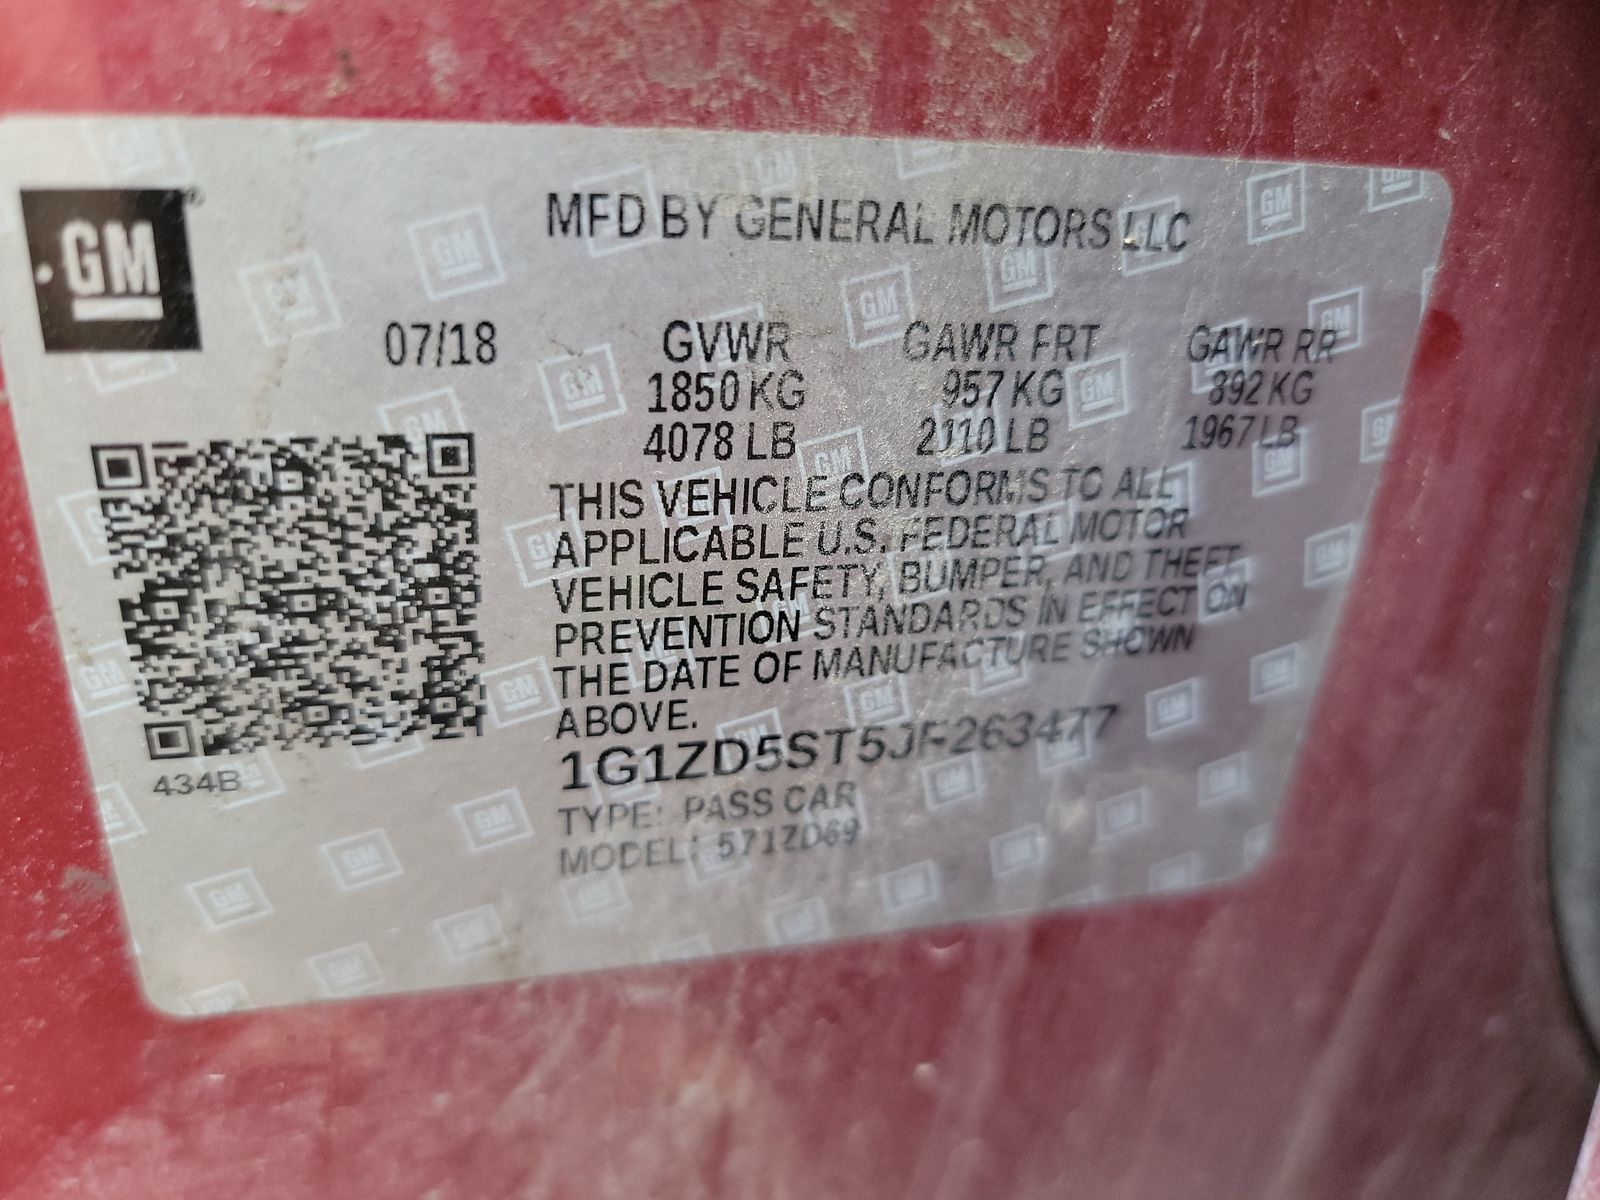 GM
MFD BY GENERAL MOTORS LLC
07/18 GVWR GAWR FRT GAWR RR
1850 KG 957 KG 892 KG
4078 LB 2110 LB 1967 LB
THIS VEHICLE CONFORMS TO ALL
APPLICABLE U.S. FEDERAL MOTOR
VEHICLE SAFETY, BUMPER, AND THEFT
PREVENTION STANDARDS IN EFFECT ON
THE DATE OF MANUFACTURE SHOWN
ABOVE.
1G1ZD5ST5JF263477
434B
TYPE: PASS CAR
MODEL: 571ZD69